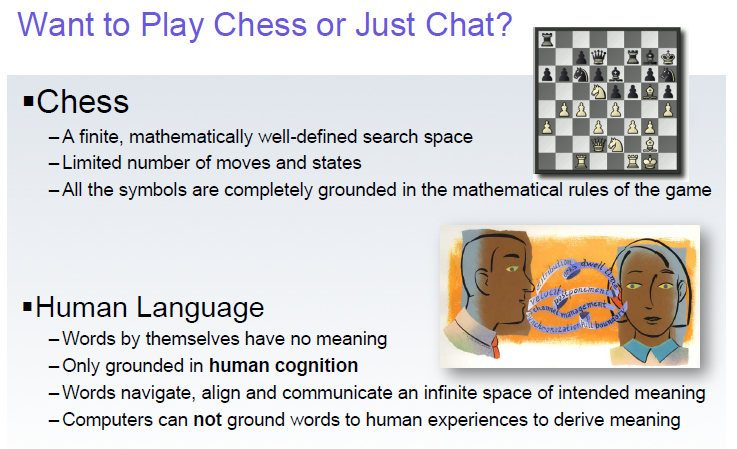 Want to Play Chess or Just Chat?
▪Chess
–A finite, mathematically well-defined search space
–Limited number of moves and states
–All the symbols are completely grounded in the mathematical rules of the game
▪Human Language
–Words by themselves have no meaning
–Only grounded in human cognition
–Words navigate, align and communicate an infinite space of intended meaning
–Computers can not ground words to human experiences to derive meaning
dwell time
postponement
channel management
synchronization
boundary